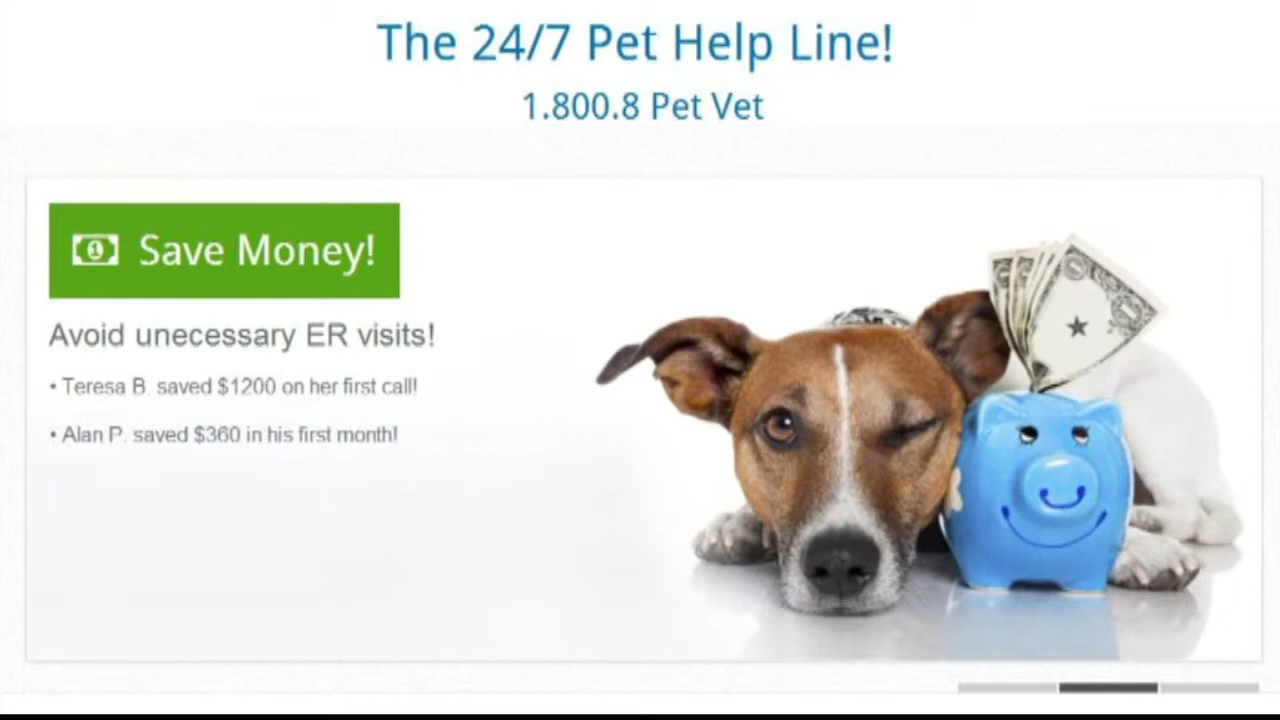 The 24/7 Pet Help Line!
1.800.8 Pet Vet
Save Money!
Avoid unecessary ER visits!
• Teresa B. saved $1200 on her first call!
• Alan P. saved $360 in his first month!